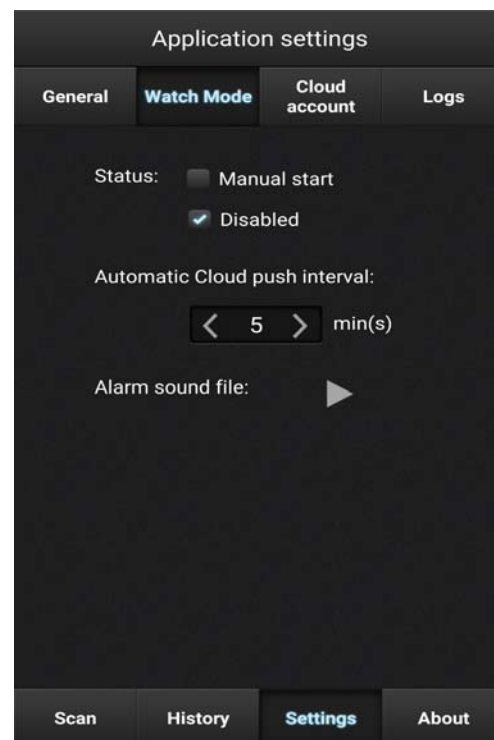 Application settings
General Watch Mode Cloud account Logs
Status: Manual start
Disabled
Automatic Cloud push interval:
5 min(s)
Alarm sound file:
Scan History Settings About